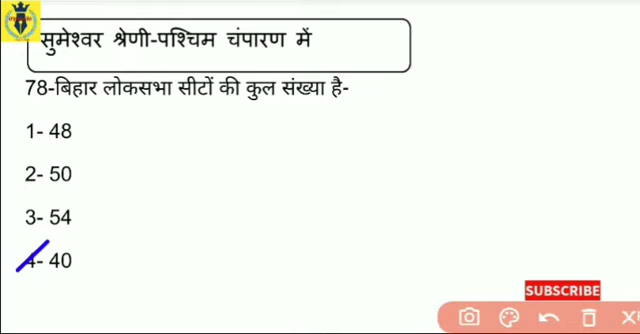 सुमेश्वर श्रेणी-पश्चिम चंपारण में
78-बिहार लोकसभा सीटों की कुल संख्या है-
1- 48
2- 50
3- 54
4- 40
SUBSCRIBE